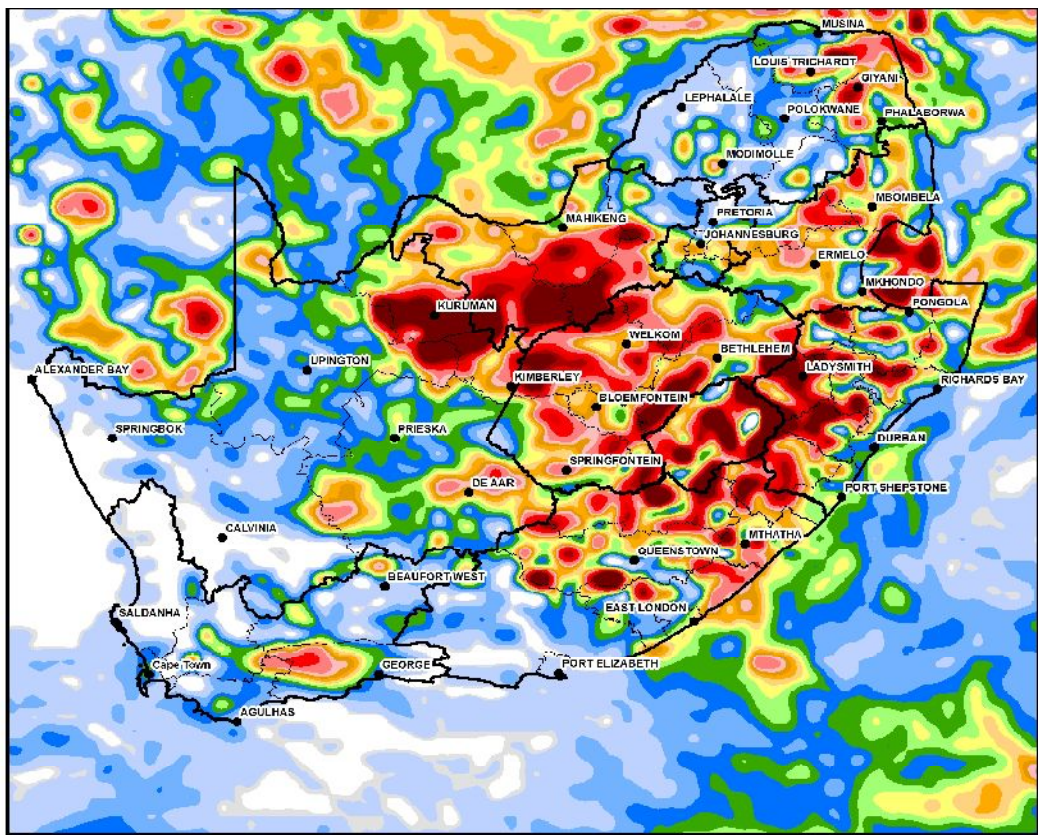 MUSINA
LOUIS TRICHARDT
GIYANI
LEPHALALE
POLOKWANE
PHALABORWA
MODIMOLLE
MBOMBELA
PRETORIA
MAHIKENG
JOHANNESBURG
ERMELO
MKHONDO
KURUMAN
PONGOLA
WELKOM
BETHLEHEM
UPINGTON
ALEXANDER BAY
KIMBERLEY
LADYSMITH
RICHARDS BAY
BLOEMFONTEIN
SPRINGBOK
PRIESKA
DURBAN
SPRINGFONTEIN
DE AAR
PORT SHEPSTONE
CALVINIA
MTHATHA
QUEENSTOWN
BEAUFORT WEST
SALDANHA
EAST LONDON
Cape Town
GEORGE
PORT ELIZABETH
AGULHAS